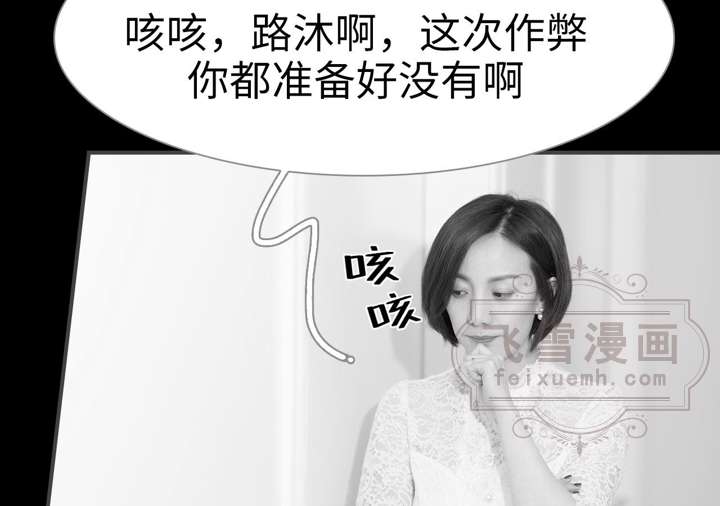 咳咳，路沐啊，这次作弊
你都准备好没有啊
咳
咳
飞雪漫画
feixuemh.com